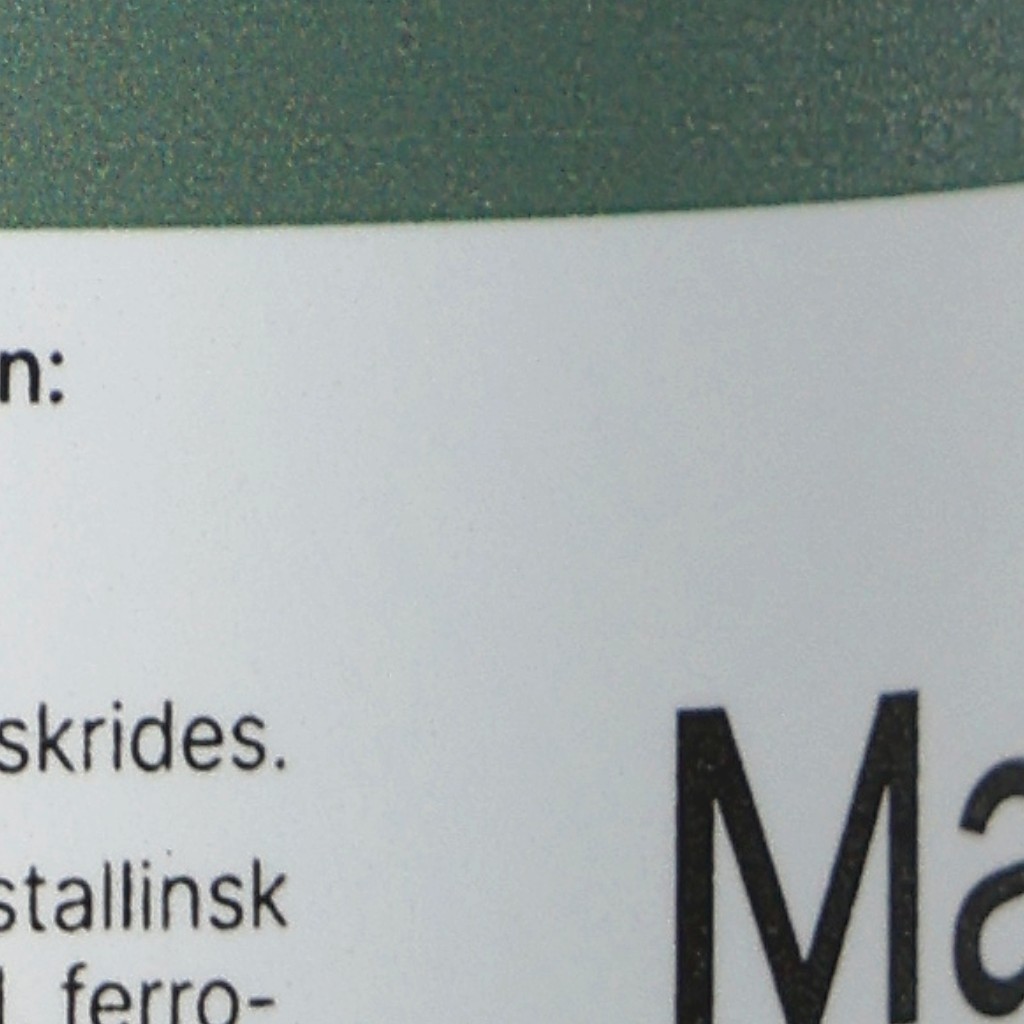 n:
skrides.
stallinsk
ferro-
Ma